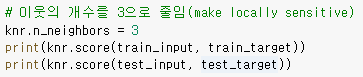 # 이웃의 개수를 3으로 줄임(make locally sensitive)
knr.n_neighbors = 3
print(knr.score(train_input, train_target))
print(knr.score(test_input, test_target))